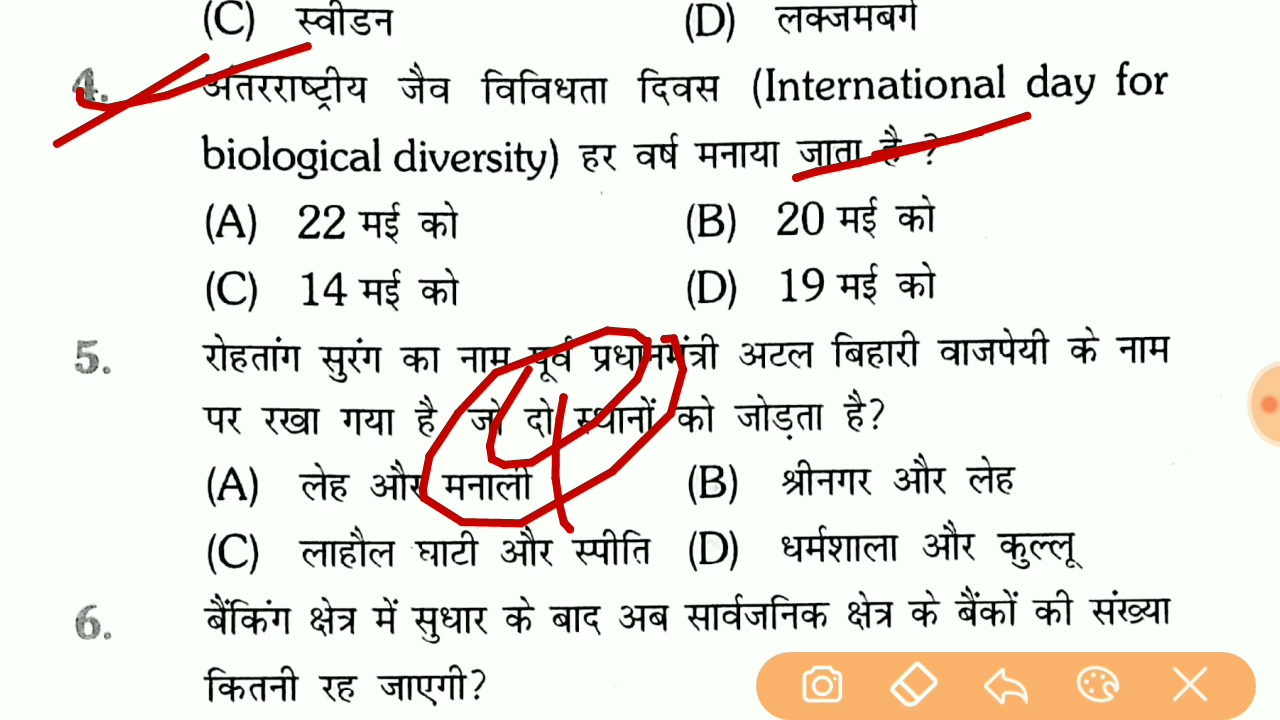 (C) स्वीडन (D) लक्जमबर्ग
4. अंतरराष्ट्रीय जैव विविधता दिवस (International day for
biological diversity) हर वर्ष मनाया जाता है ?
(A) 22 मई को (B) 20 मई को
(C) 14 मई को (D) 19 मई को
5. रोहतांग सुरंग का नाम पूर्व प्रधानमंत्री अटल बिहारी वाजपेयी के नाम
पर रखा गया है जो दो स्थानों को जोड़ता है?
(A) लेह और मनाली (B) श्रीनगर और लेह
(C) लाहौल घाटी और स्पीति (D) धर्मशाला और कुल्लू
6. बैंकिंग क्षेत्र में सुधार के बाद अब सार्वजनिक क्षेत्र के बैंकों की संख्या
कितनी रह जाएगी?